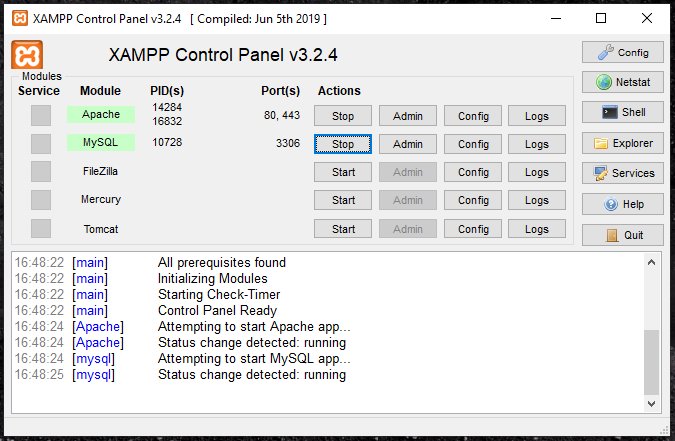 XAMPP Control Panel v3.2.4 [ Compiled: Jun 5th 2019 ]
XAMPP Control Panel v3.2.4
Modules
Service Module PID(s) Port(s) Actions
Apache 14284 16832 80, 443 Stop Admin Config Logs
MySQL 10728 3306 Stop Admin Config Logs
FileZilla Start Admin Config Logs
Mercury Start Admin Config Logs
Tomcat Start Admin Config Logs
Config
Netstat
Shell
Explorer
Services
Help
Quit
16:48:22 [main] All prerequisites found
16:48:22 [main] Initializing Modules
16:48:22 [main] Starting Check-Timer
16:48:22 [main] Control Panel Ready
16:48:24 [Apache] Attempting to start Apache app...
16:48:24 [Apache] Status change detected: running
16:48:24 [mysql] Attempting to start MySQL app...
16:48:25 [mysql] Status change detected: running